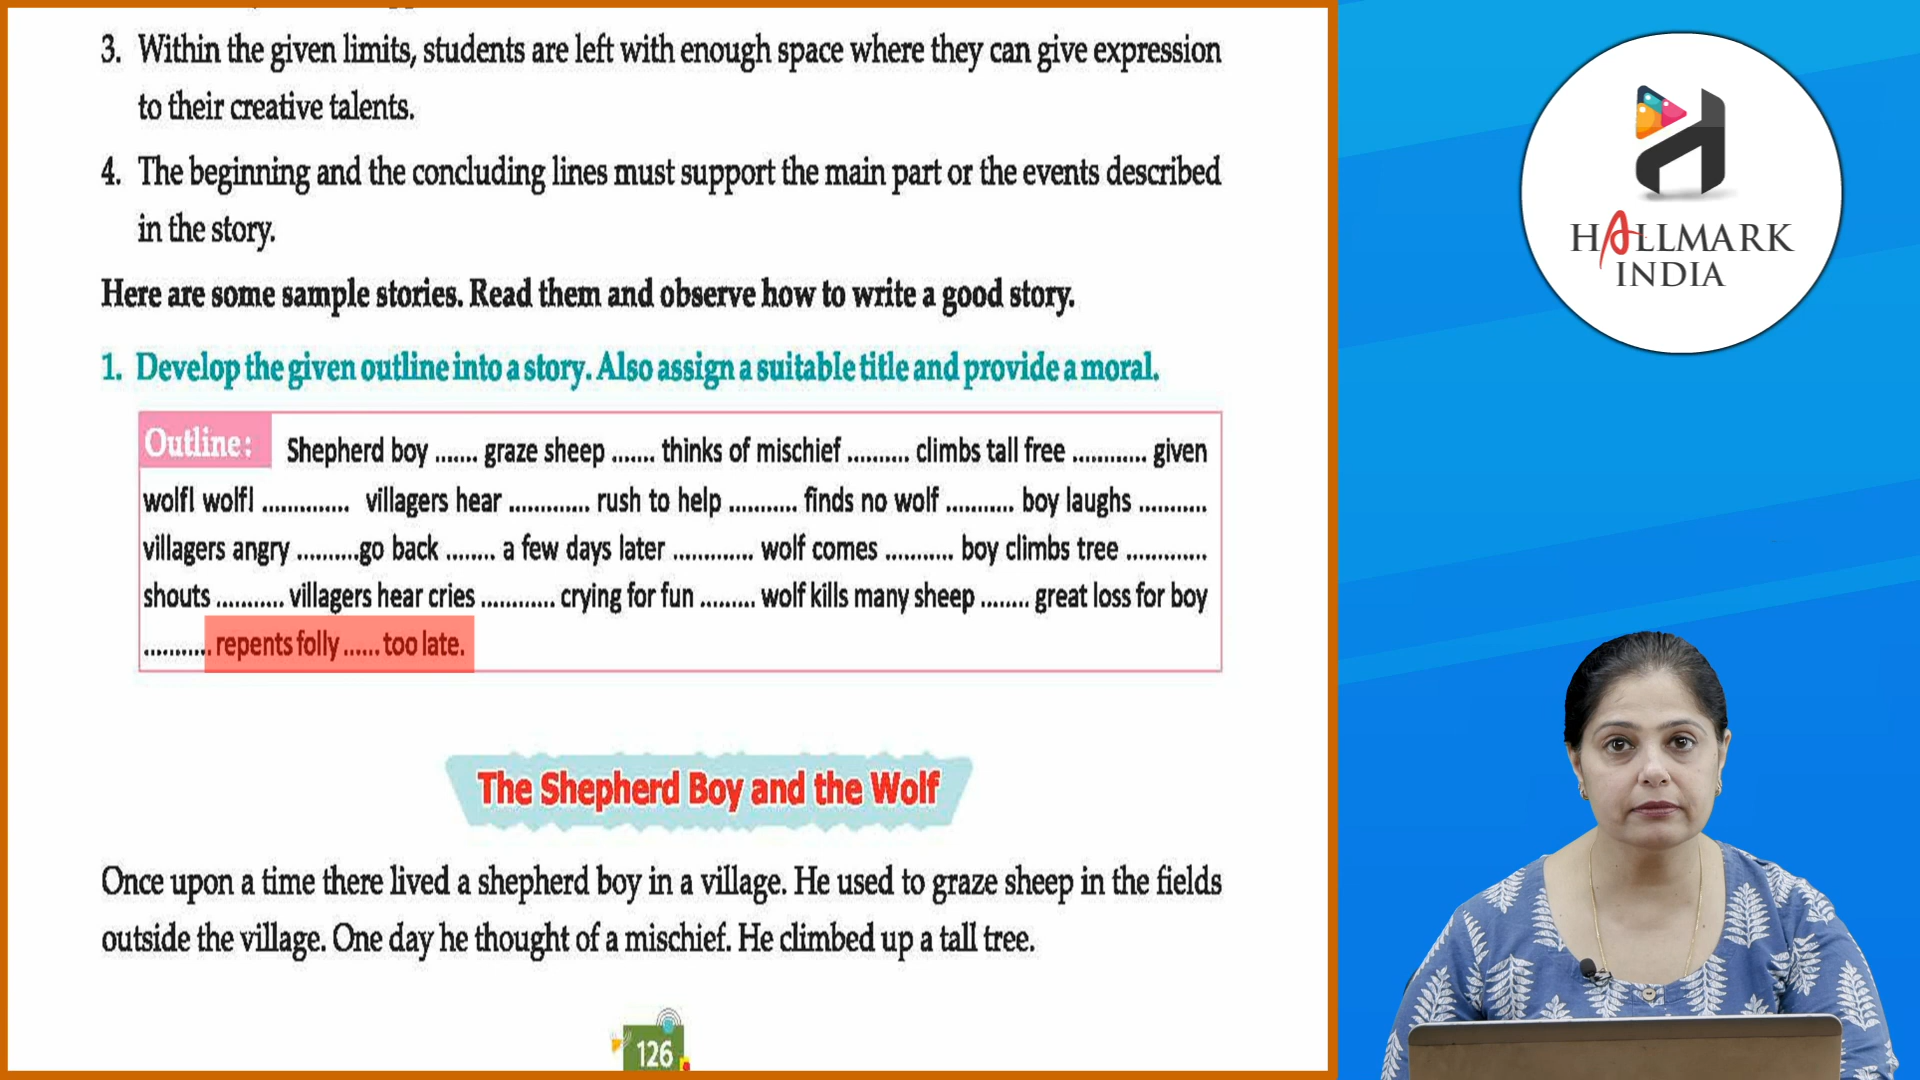 3. Within the given limits, students are left with enough space where they can give expression
to their creative talents.
4. The beginning and the concluding lines must support the main part or the events described
in the story.
Here are some sample stories. Read them and observe how to write a good story.
1. Develop the given outline into a story. Also assign a suitable title and provide a moral.
Outline: Shepherd boy ....... graze sheep ....... thinks of mischief .......... climbs tall free ............ given
wolf! wolf! .............. villagers hear ............. rush to help ........... finds no wolf ........... boy laughs ...........
villagers angry ..........go back ........ a few days later ............. wolf comes ........... boy climbs tree .............
shouts ........... villagers hear cries ............ crying for fun ......... wolf kills many sheep ........ great loss for boy
........... repents folly ...... too late.
The Shepherd Boy and the Wolf
Once upon a time there lived a shepherd boy in a village. He used to graze sheep in the fields
outside the village. One day he thought of a mischief. He climbed up a tall tree.
126
HALLMARK
INDIA